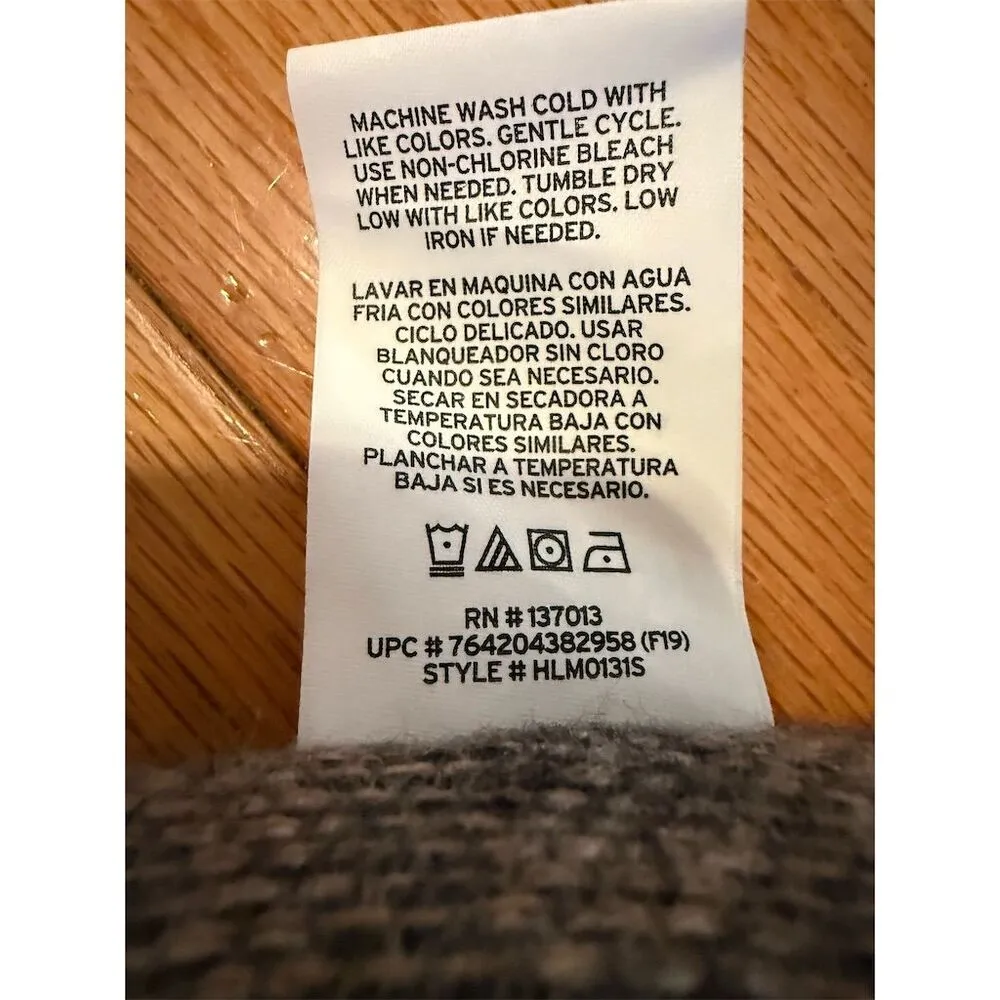 MACHINE WASH COLD WITH
LIKE COLORS. GENTLE CYCLE.
USE NON-CHLORINE BLEACH
WHEN NEEDED. TUMBLE DRY
LOW WITH LIKE COLORS. LOW
IRON IF NEEDED.
LAVAR EN MAQUINA CON AGUA
FRIA CON COLORES SIMILARES.
CICLO DELICADO. USAR
BLANQUEADOR SIN CLORO
CUANDO SEA NECESARIO.
SECAR EN SECADORA A
TEMPERATURA BAJA CON
COLORES SIMILARES.
PLANCHAR A TEMPERATURA
BAJA SI ES NECESARIO.
RN # 137013
UPC # 764204382958 (F19)
STYLE # HLM0131S